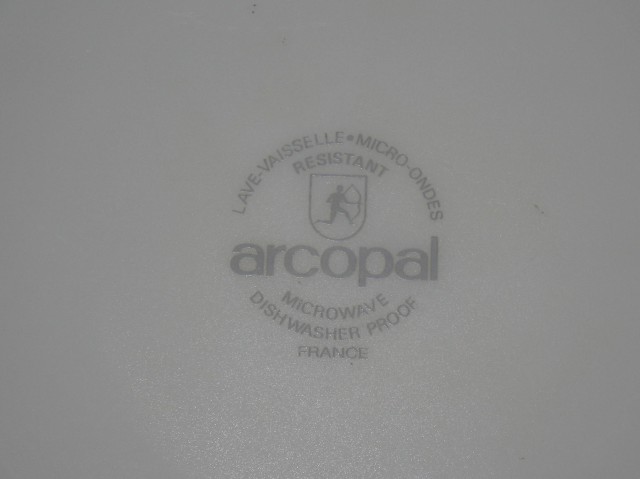 LAVE-VAISSELLE•MICRO-ONDES
RESISTANT
arcopal
MICROWAVE
DISHWASHER PROOF
FRANCE